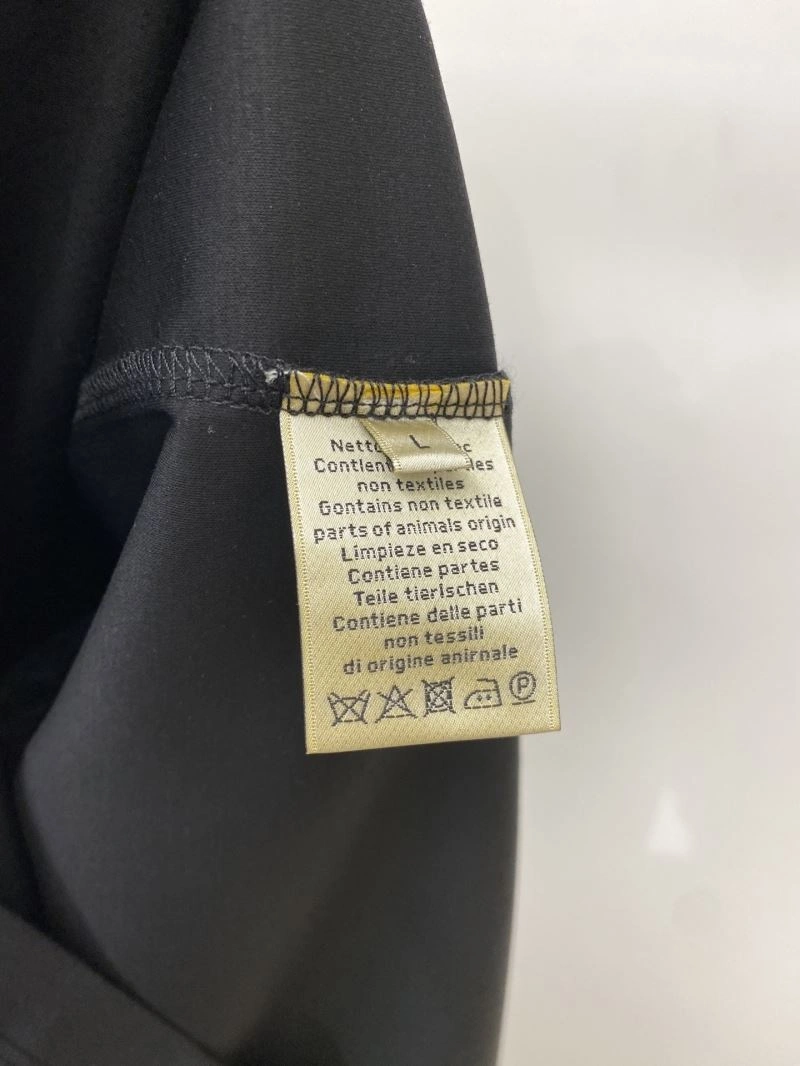 L
Contient
non textiles
Gontains non textile
parts of animals origin
Limpieze en seco
Contiene partes
Teile tierischen
Contiene delle parti
non tessili
di origine anirnale
P